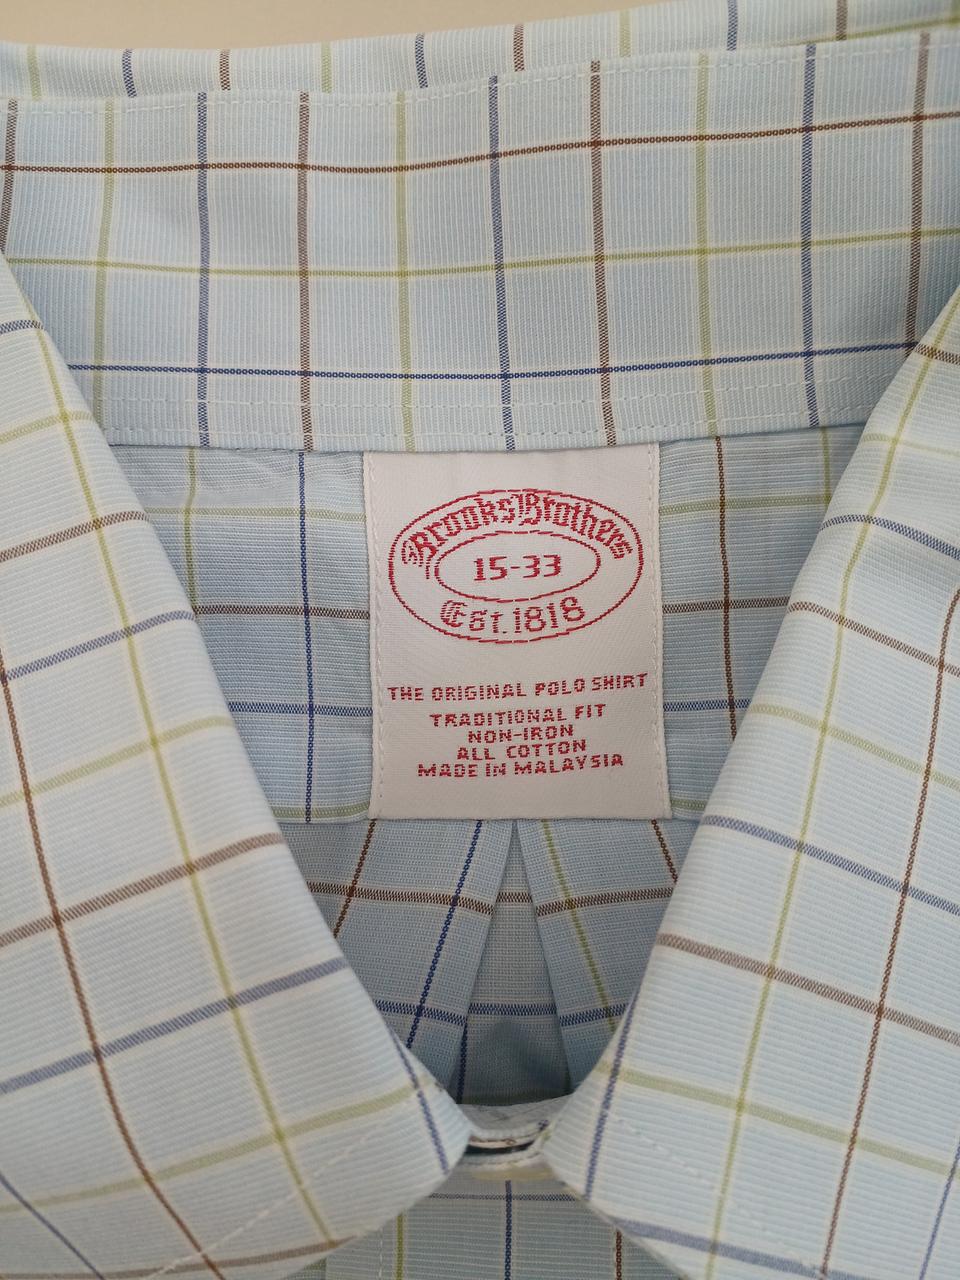 Brooks Brothers
15-33
Est. 1818
THE ORIGINAL POLO SHIRT
TRADITIONAL FIT
NON-IRON
ALL COTTON
MADE IN MALAYSIA